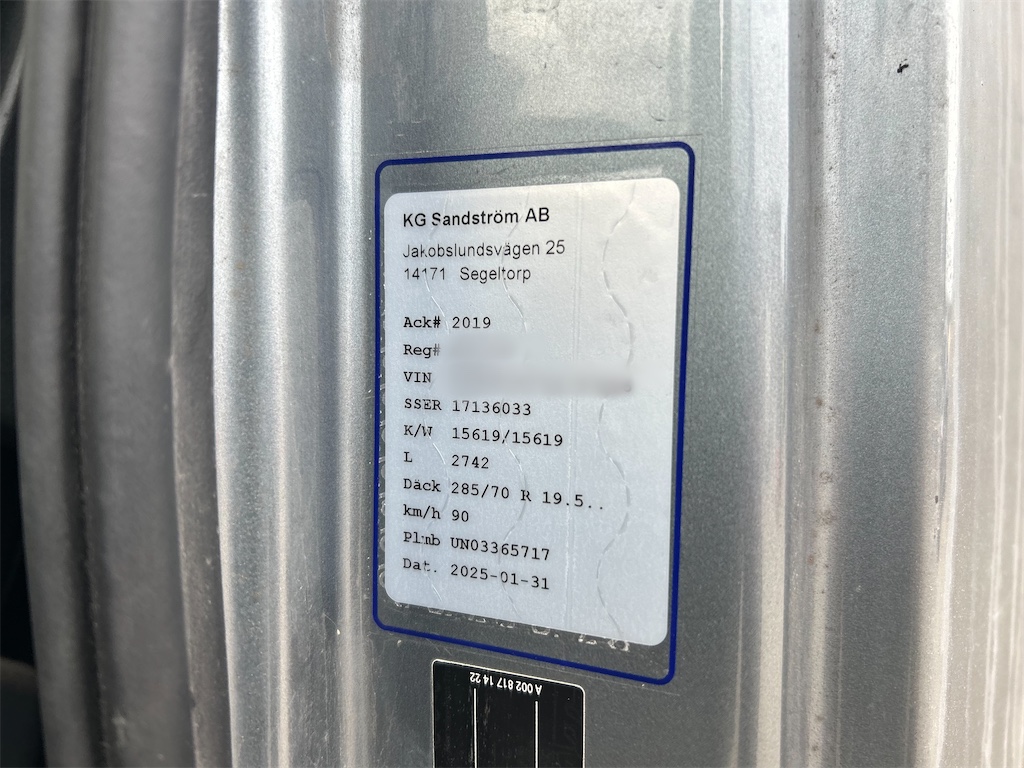 KG Sandström AB
Jakobslundsvägen 25
14171 Segeltorp
Ack# 2019
Reg#
VIN
SSER 17136033
K/W 15619/15619
L 2742
Däck 285/70 R 19.5..
km/h 90
Plmb UN03365717
Dat. 2025-01-31
A 002 817 14 22